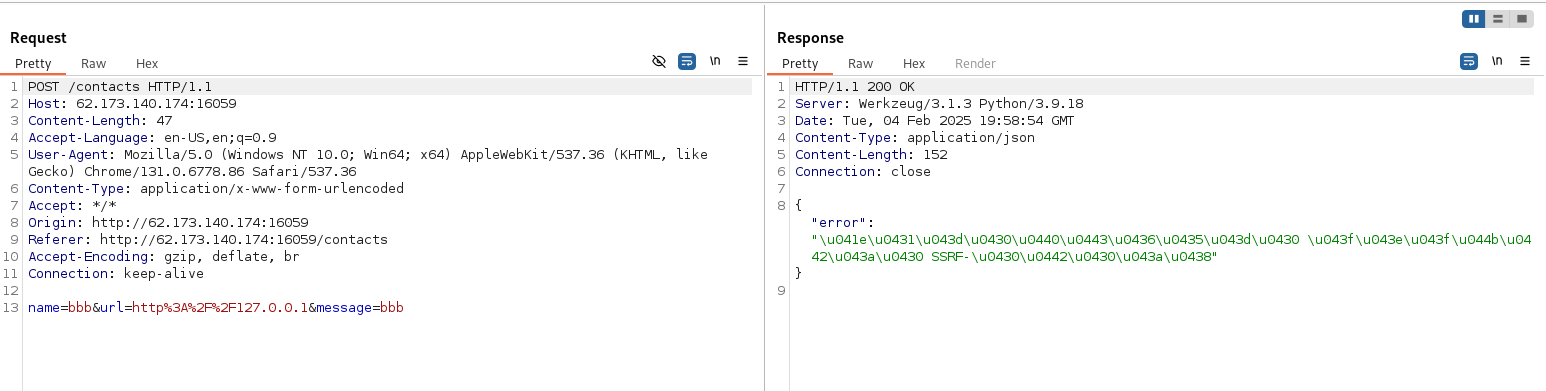 Request
Pretty Raw Hex
\n
1 POST /contacts HTTP/1.1
2 Host: 62.173.140.174:16059
3 Content-Length: 47
4 Accept-Language: en-US,en;q=0.9
5 User-Agent: Mozilla/5.0 (Windows NT 10.0; Win64; x64) AppleWebKit/537.36 (KHTML, like
Gecko) Chrome/131.0.6778.86 Safari/537.36
6 Content-Type: application/x-www-form-urlencoded
7 Accept: */*
8 Origin: http://62.173.140.174:16059
9 Referer: http://62.173.140.174:16059/contacts
10 Accept-Encoding: gzip, deflate, br
11 Connection: keep-alive
12
13 name=bbb&url=http%3A%2F%2F127.0.0.1&message=bbb
Response
Pretty Raw Hex Render
\n
1 HTTP/1.1 200 OK
2 Server: Werkzeug/3.1.3 Python/3.9.18
3 Date: Tue, 04 Feb 2025 19:58:54 GMT
4 Content-Type: application/json
5 Content-Length: 152
6 Connection: close
7
8 {
"error":
"\u041e\u0431\u043d\u0430\u0440\u0443\u0436\u0435\u043d\u0430 \u043f\u043e\u043f\u044b\u04
42\u043a\u0430 SSRF-\u0430\u0442\u0430\u043a\u0438"
}
9